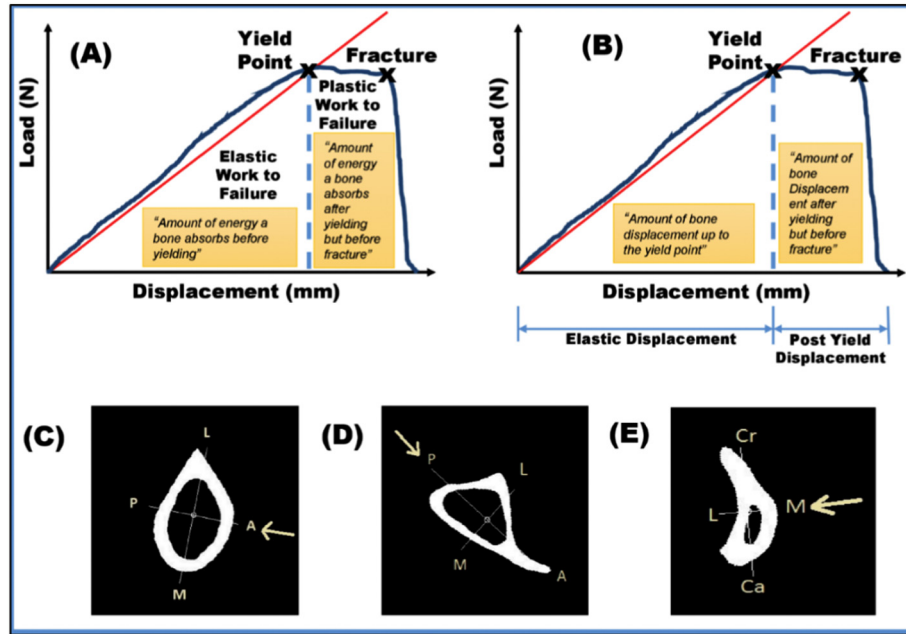 (A)
Yield
Point
Fracture
Plastic
Work to
Failure
Elastic
Work to
Failure
“Amount of energy a
bone absorbs before
yielding”
“Amount
of energy
a bone
absorbs
after
yielding
but before
fracture”
Load (N)
Displacement (mm)
(B)
Yield
Point
Fracture
“Amount of bone
displacement up to
the yield point”
“Amount of
bone
Displacem
ent after
yielding
but before
fracture”
Load (N)
Displacement (mm)
Elastic Displacement
Post Yield
Displacement
(C)
L
P
A
M
(D)
P
L
M
A
(E)
Cr
L
M
Ca